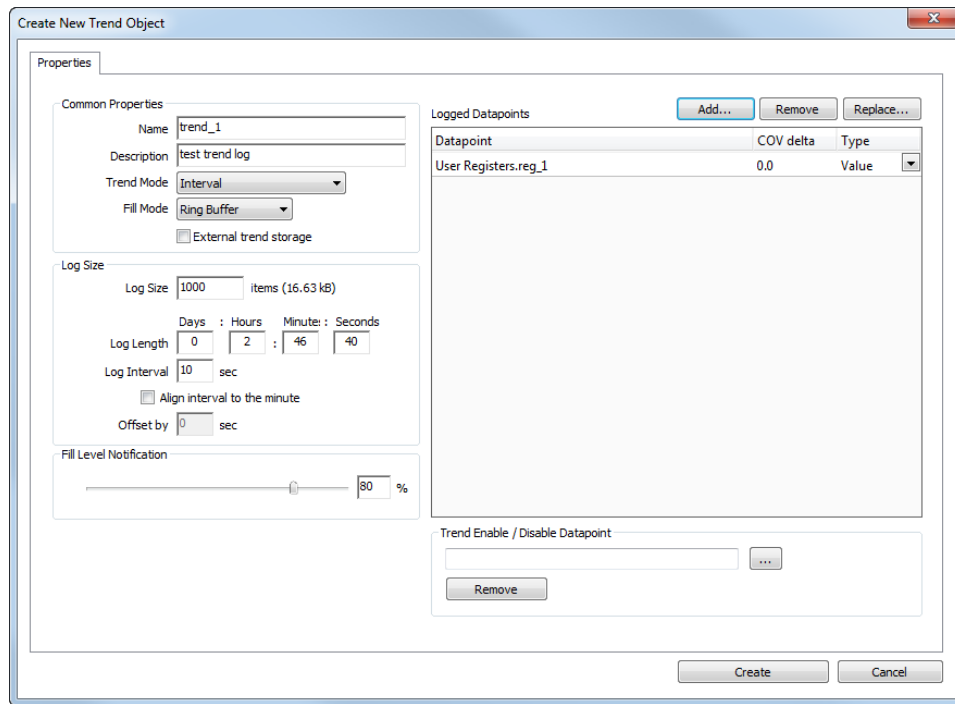 Create New Trend Object
Properties
Common Properties
Name trend_1
Description test trend log
Trend Mode Interval
Fill Mode Ring Buffer
External trend storage
Log Size
Log Size 1000 items (16.63 kB)
Days : Hours Minute: : Seconds
Log Length 0 2 : 46 40
Log Interval 10 sec
Align interval to the minute
Offset by 0 sec
Fill Level Notification
80 %
Logged Datapoints Add... Remove Replace...
Datapoint COV delta Type
User Registers.reg_1 0.0 Value
Trend Enable / Disable Datapoint
...
Remove
Create Cancel